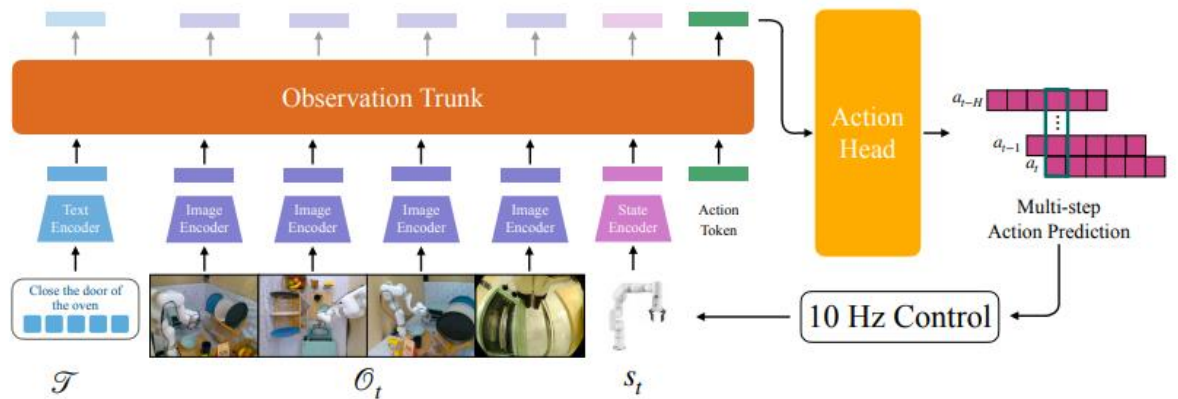 Observation Trunk
Action
Head
a_{t-H}
⋮
a_{t-1}
a_t
Text
Encoder
Image
Encoder
Image
Encoder
Image
Encoder
Image
Encoder
State
Encoder
Action
Token
Multi-step
Action Prediction
Close the door of
the oven
10 Hz Control
𝒯
𝒪_t
s_t